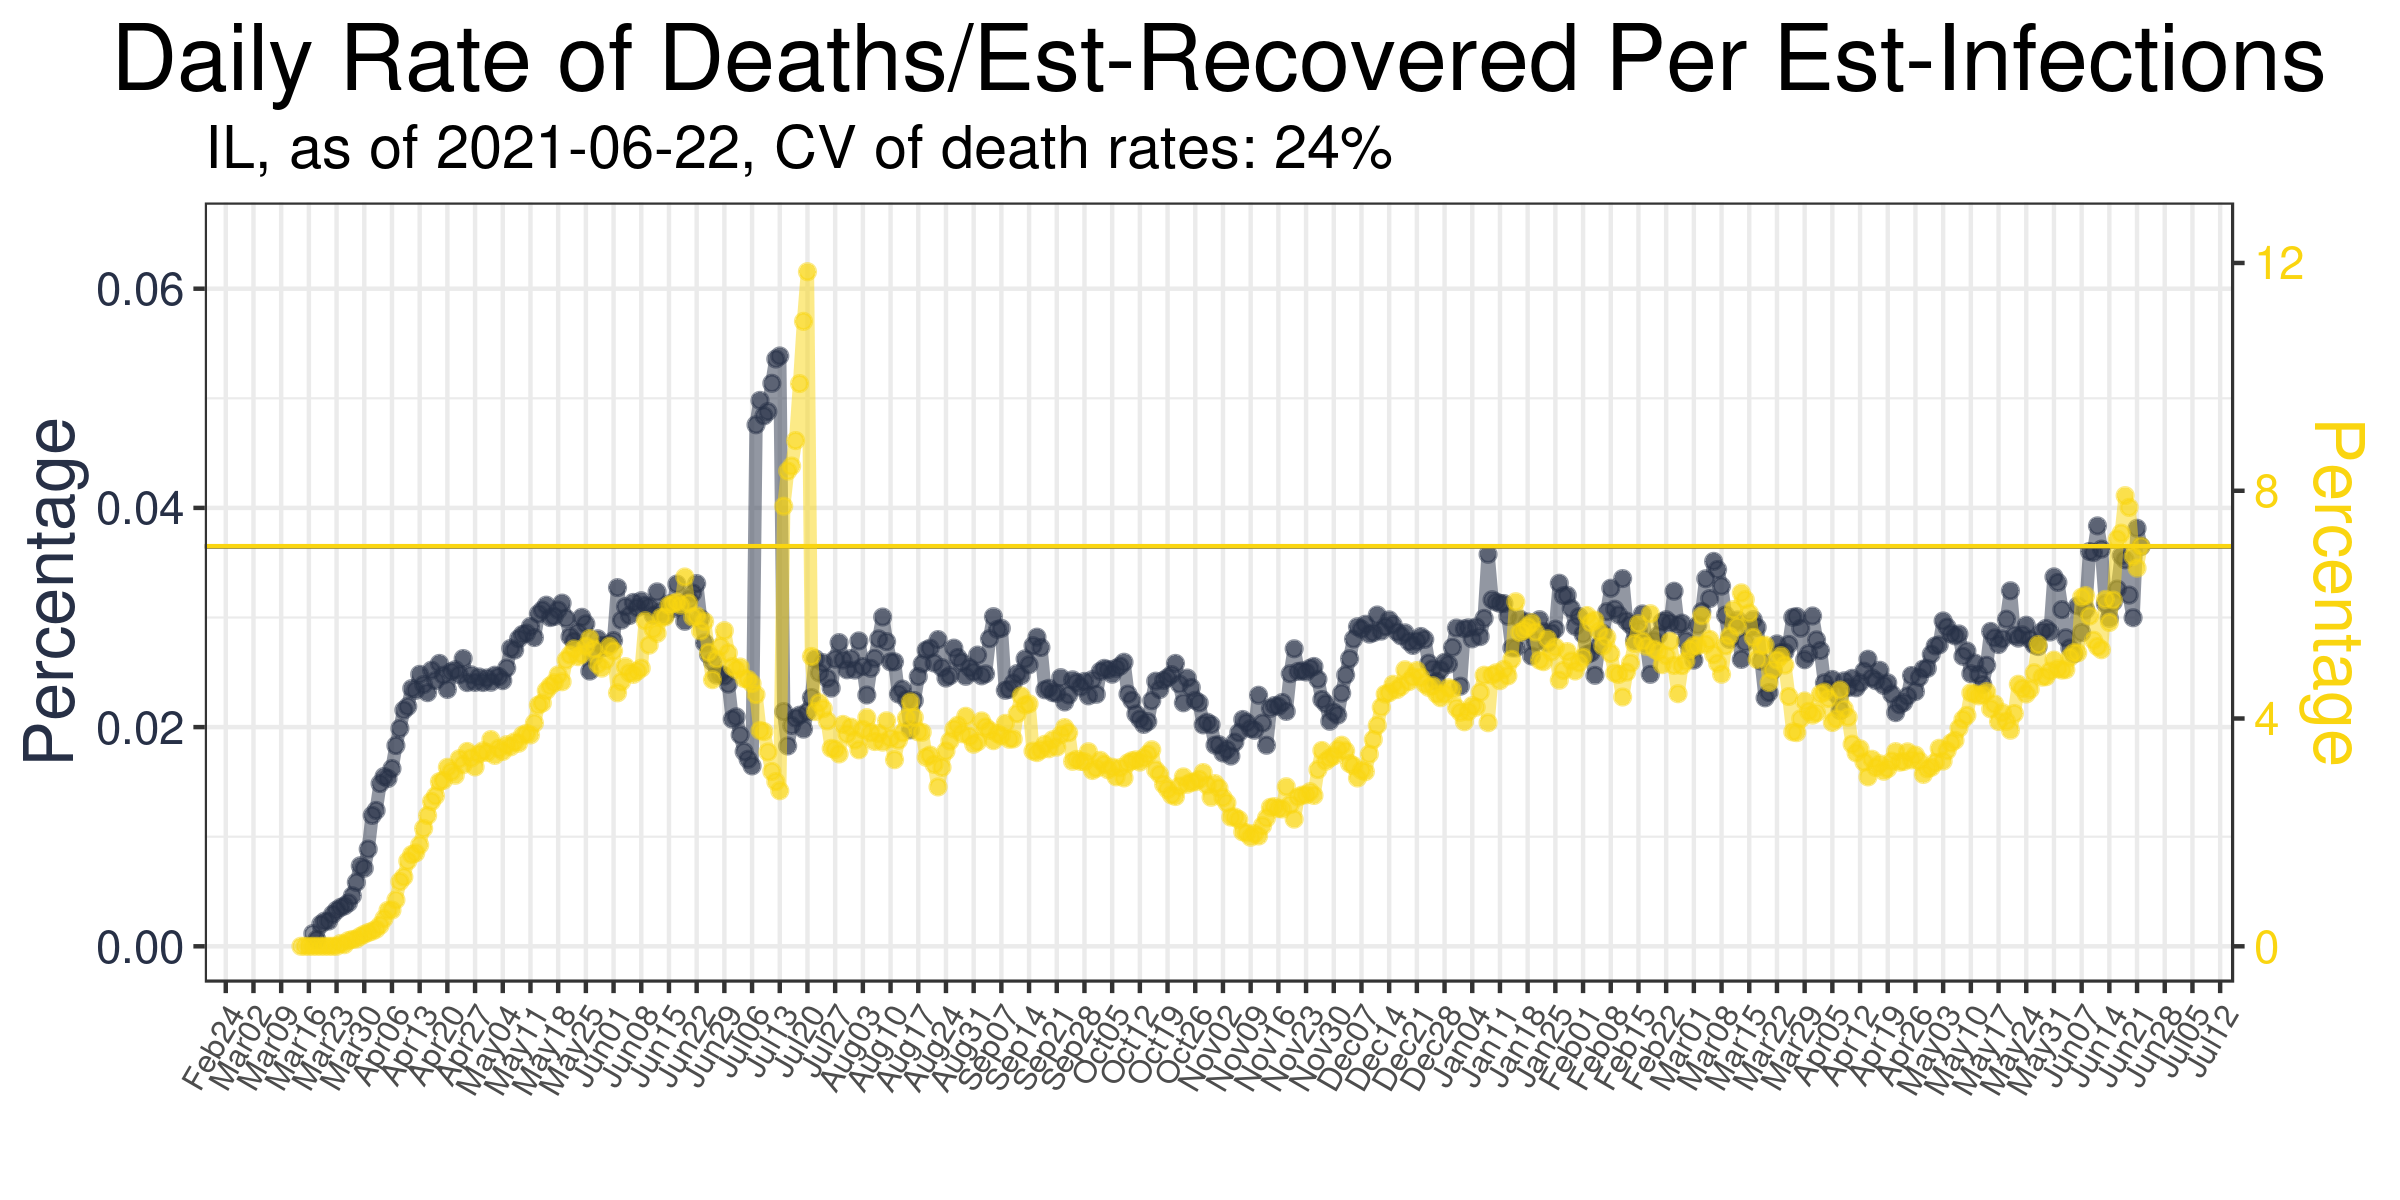 Daily Rate of Deaths/Est-Recovered Per Est-Infections
IL, as of 2021-06-22, CV of death rates: 24%
Percentage
0.06
0.04
0.02
0.00
12
8
4
0
Percentage
Feb24
Mar02
Mar09
Mar16
Mar23
Mar30
Apr06
Apr13
Apr20
Apr27
May04
May11
May18
May25
Jun01
Jun08
Jun15
Jun22
Jun29
Jul06
Jul13
Jul20
Jul27
Aug03
Aug10
Aug17
Aug24
Aug31
Sep07
Sep14
Sep21
Sep28
Oct05
Oct12
Oct19
Oct26
Nov02
Nov09
Nov16
Nov23
Nov30
Dec07
Dec14
Dec21
Dec28
Jan04
Jan11
Jan18
Jan25
Feb01
Feb08
Feb15
Feb22
Mar01
Mar08
Mar15
Mar22
Mar29
Apr05
Apr12
Apr19
Apr26
May03
May10
May17
May24
May31
Jun07
Jun14
Jun21
Jun28
Jul05
Jul12